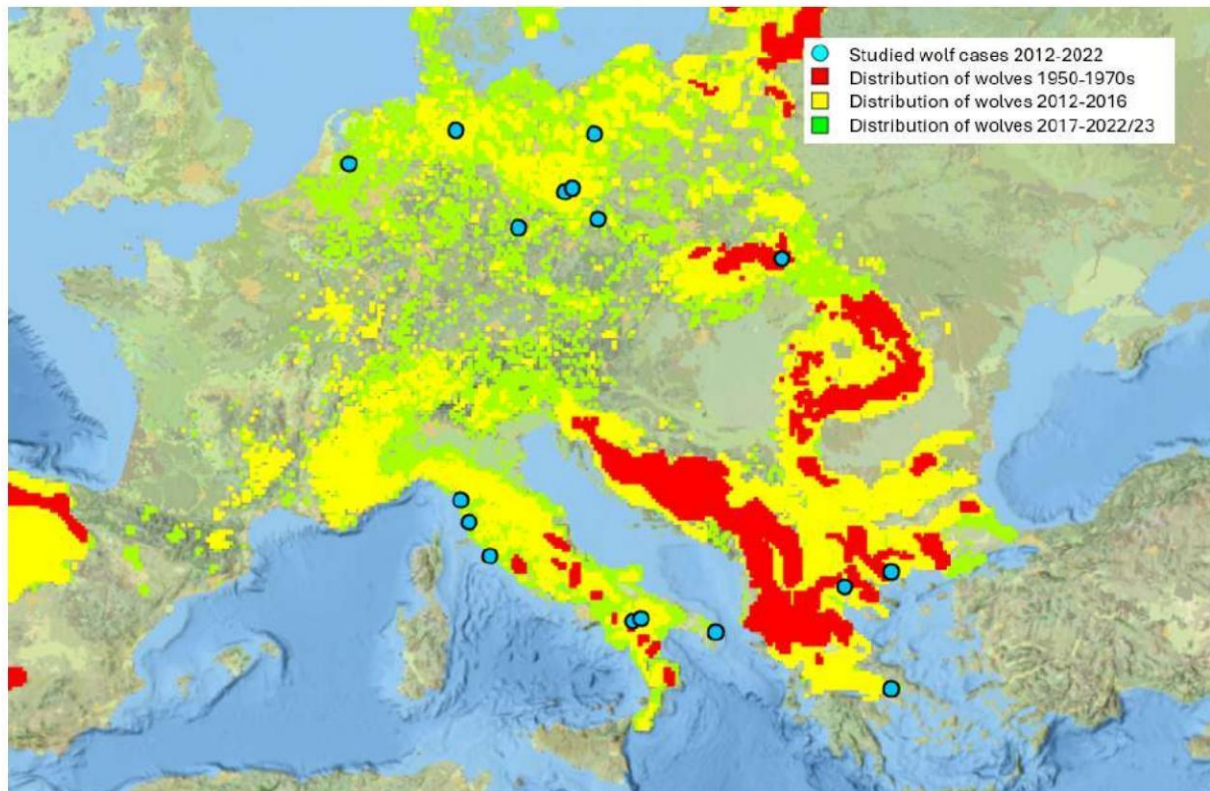 Studied wolf cases 2012-2022
Distribution of wolves 1950-1970s
Distribution of wolves 2012-2016
Distribution of wolves 2017-2022/23